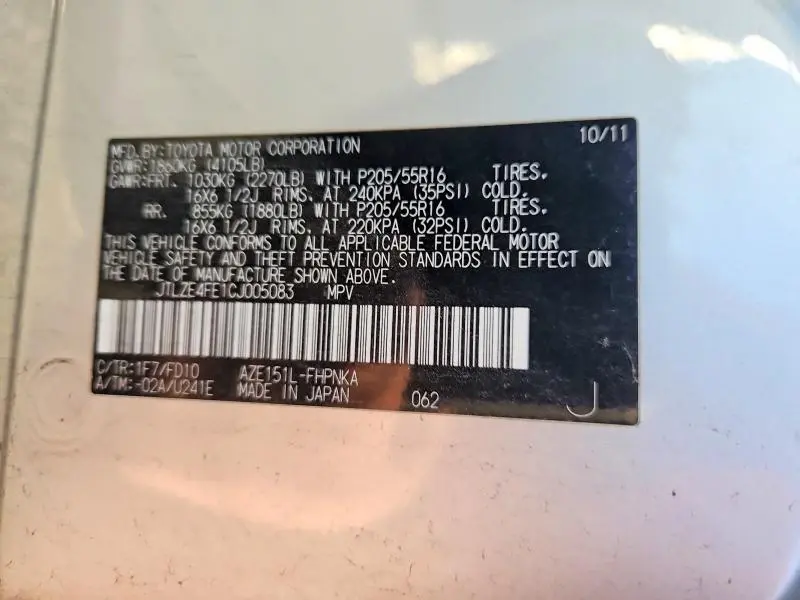 MFD.BY:TOYOTA MOTOR CORPORATION 10/11
GVWR:1860KG (4105LB)
GAWR:FRT. 1030KG (2270LB) WITH P205/55R16 TIRES.
16X6 1/2J RIMS. AT 240KPA (35PSI) COLD.
RR. 855KG (1880LB) WITH P205/55R16 TIRES.
16X6 1/2J RIMS. AT 220KPA (32PSI) COLD.
THIS VEHICLE CONFORMS TO ALL APPLICABLE FEDERAL MOTOR
VEHICLE SAFETY AND THEFT PREVENTION STANDARDS IN EFFECT ON
THE DATE OF MANUFACTURE SHOWN ABOVE.
JTLZE4FE1CJ005083 MPV
C/TR:1F7/FD10 AZE151L-FHPNKA
A/TM:-02A/U241E MADE IN JAPAN 062 J